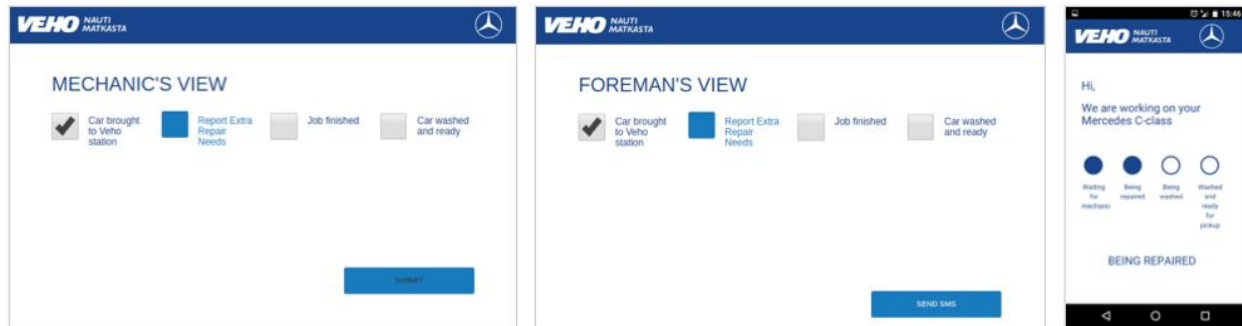 VEHO NAUTI
MATKASTA
MECHANIC'S VIEW
Car brought
to Veho
station
Report Extra
Repair
Needs
Job finished
Car washed
and ready
SUBMIT
VEHO NAUTI
MATKASTA
FOREMAN'S VIEW
Car brought
to Veho
station
Report Extra
Repair
Needs
Job finished
Car washed
and ready
SEND SMS
15:46
VEHO NAUTI
MATKASTA
Hi,
We are working on your
Mercedes C-class
Waiting
for
mechanic
Being
repaired
Being
washed
Washed
and
ready
for
pickup
BEING REPAIRED